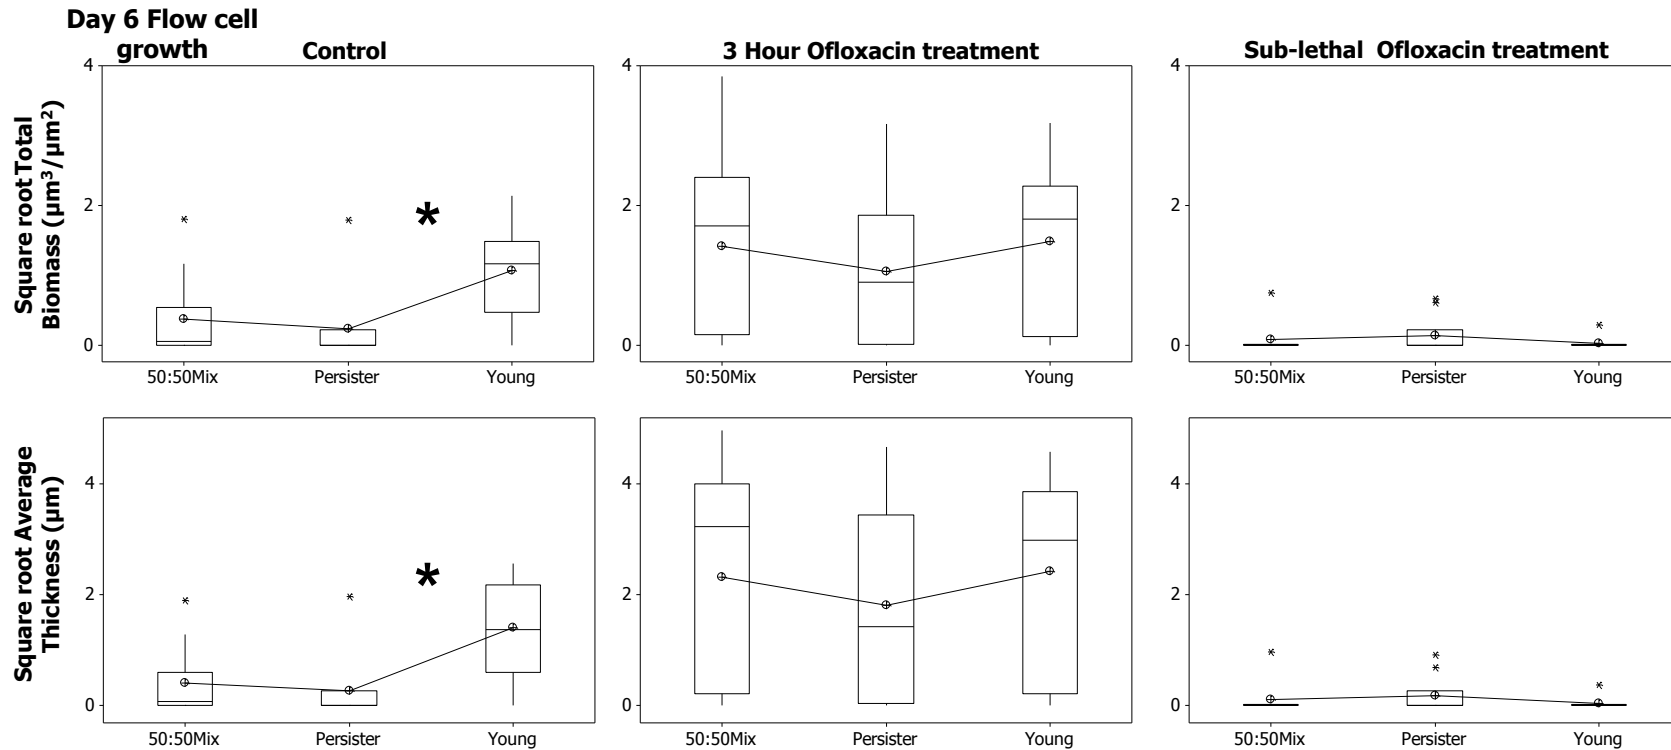 Day 6 Flow cell
growth
Control
3 Hour Ofloxacin treatment
Sub-lethal Ofloxacin treatment
Square root Total
Biomass (µm³/µm²)
4
2
0
50:50Mix Persister Young
*
4
2
0
50:50Mix Persister Young
4
2
0
50:50Mix Persister Young
Square root Average
Thickness (µm)
4
2
0
50:50Mix Persister Young
*
4
2
0
50:50Mix Persister Young
4
2
0
50:50Mix Persister Young